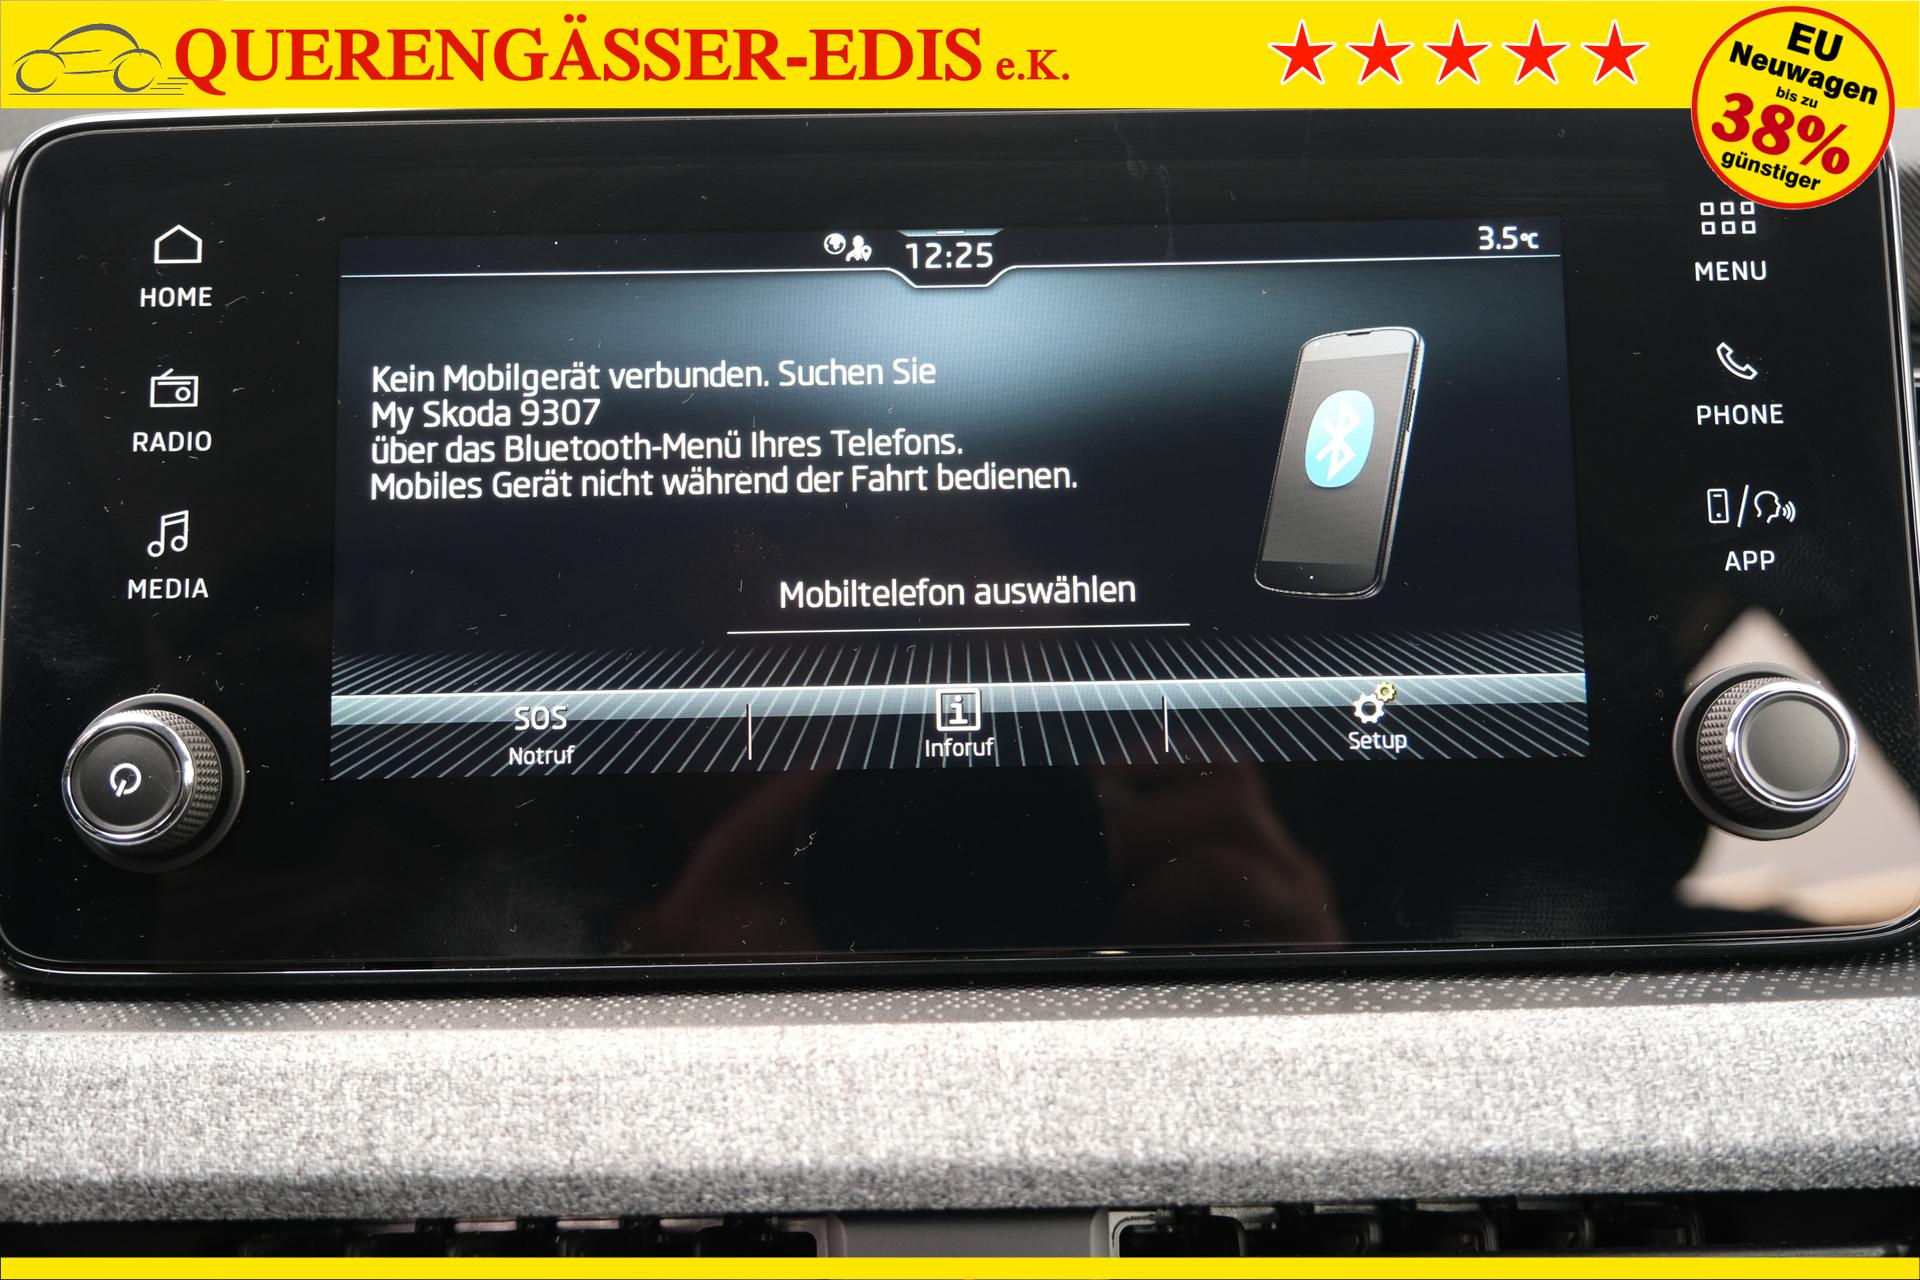 QUERENGÄSSER-EDIS e.K.
EU
Neuwagen
bis zu
38%
günstiger
12:25
3.5°C
HOME
RADIO
MEDIA
MENU
PHONE
APP
Kein Mobilgerät verbunden. Suchen Sie
My Skoda 9307
über das Bluetooth-Menü Ihres Telefons.
Mobiles Gerät nicht während der Fahrt bedienen.
Mobiltelefon auswählen
SOS
Notruf
Inforuf
Setup